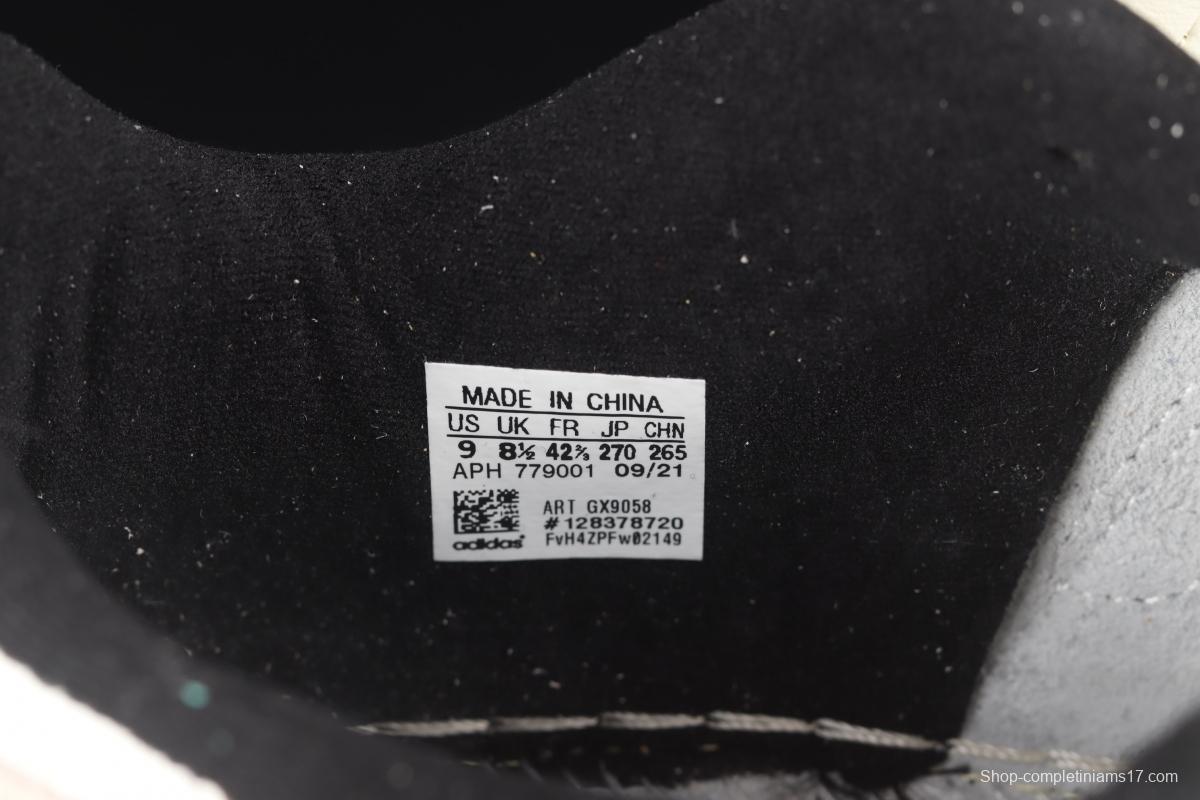 MADE IN CHINA
US UK FR JP CHN
9 8½ 42⅔ 270 265
APH 779001 09/21
ART GX9058
#128378720
adidas FvH4ZPFw02149
Shop-completiniams17.com